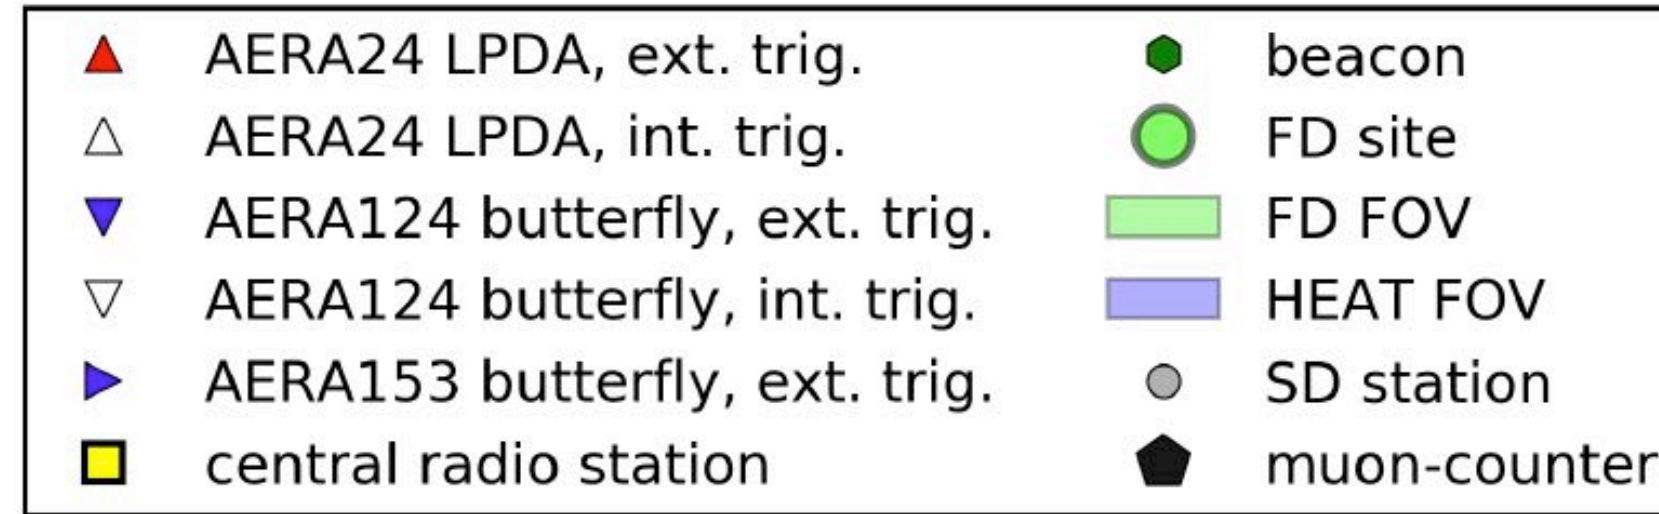 AERA24 LPDA, ext. trig.
AERA24 LPDA, int. trig.
AERA124 butterfly, ext. trig.
AERA124 butterfly, int. trig.
AERA153 butterfly, ext. trig.
central radio station
beacon
FD site
FD FOV
HEAT FOV
SD station
muon-counter